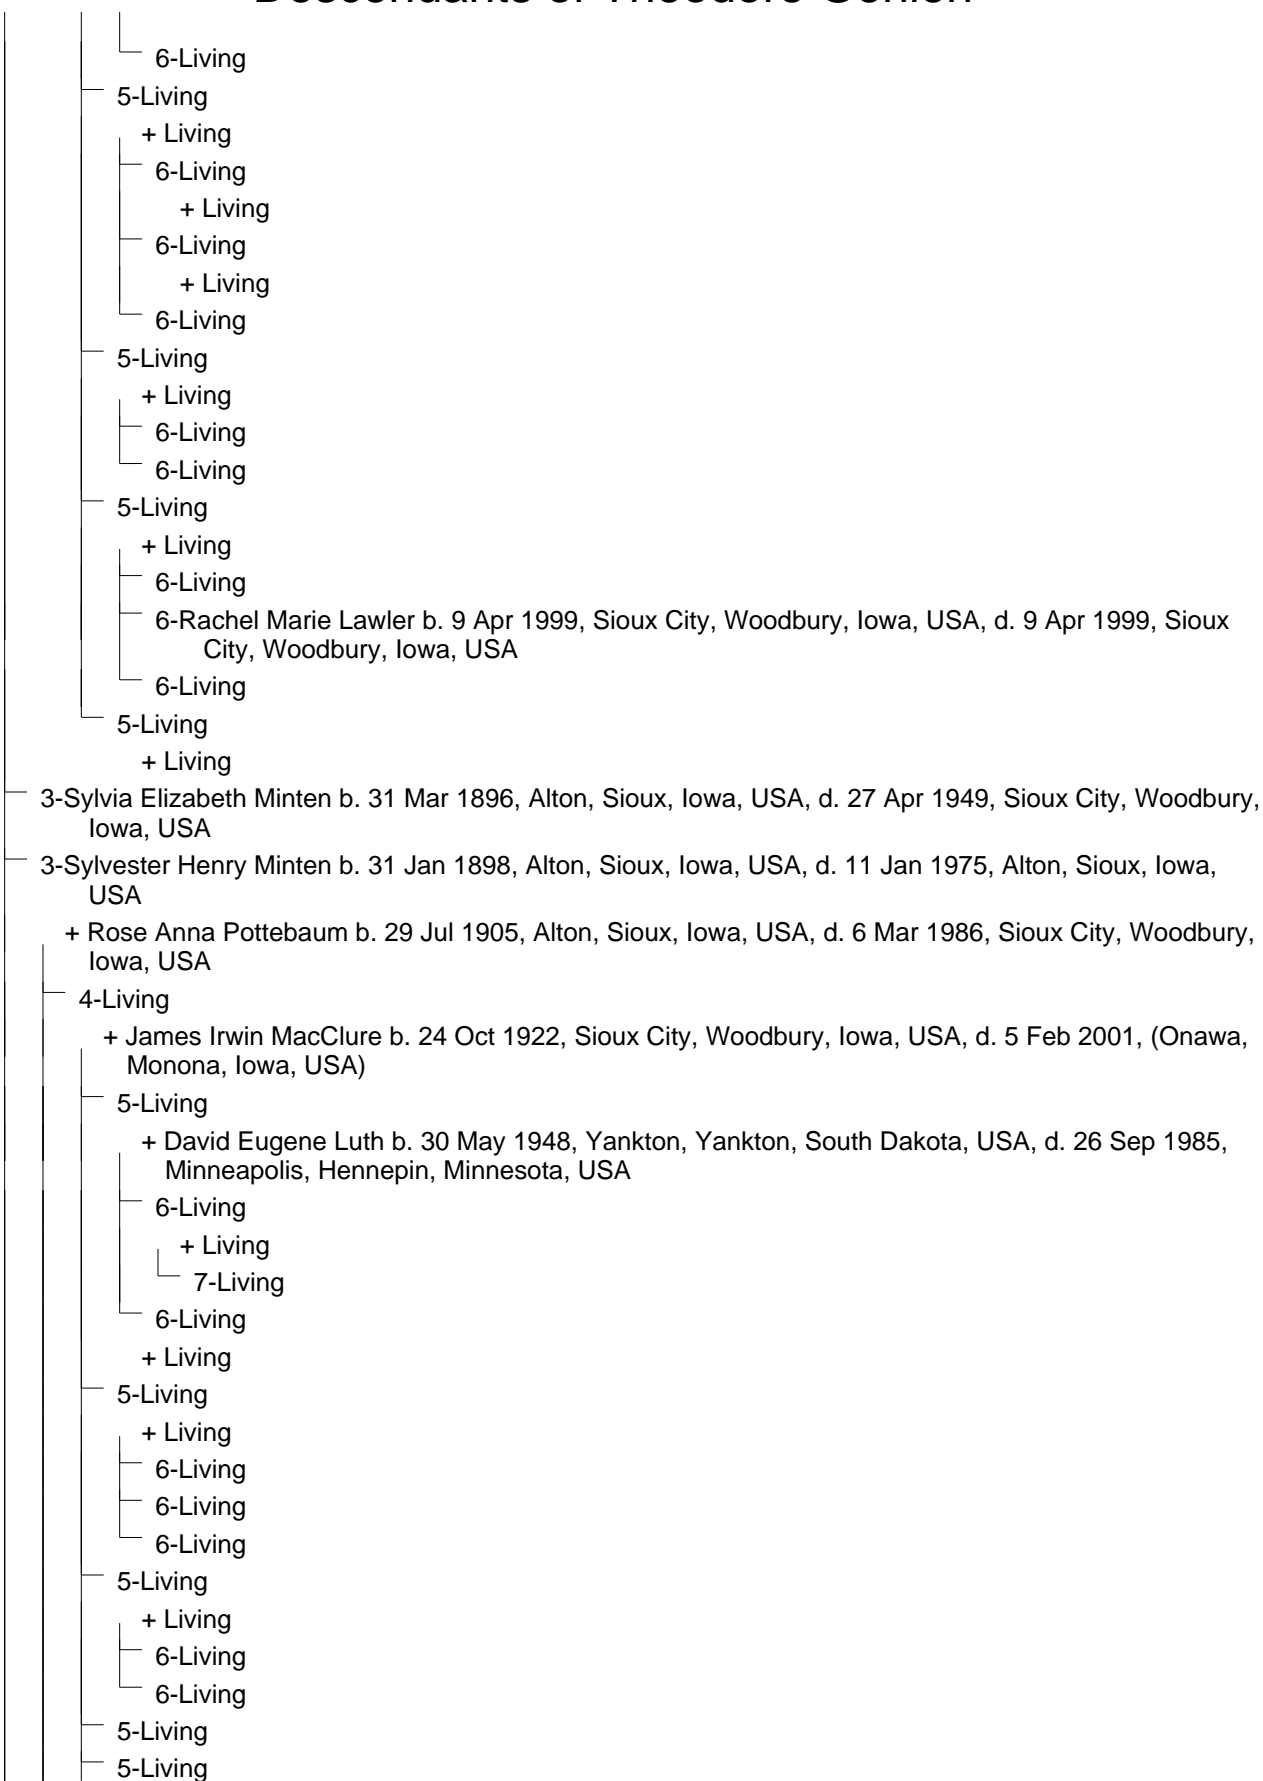 6-Living
5-Living
+ Living
6-Living
+ Living
6-Living
+ Living
6-Living
5-Living
+ Living
6-Living
6-Living
5-Living
+ Living
6-Living
6-Rachel Marie Lawler b. 9 Apr 1999, Sioux City, Woodbury, Iowa, USA, d. 9 Apr 1999, Sioux
City, Woodbury, Iowa, USA
6-Living
5-Living
+ Living
3-Sylvia Elizabeth Minten b. 31 Mar 1896, Alton, Sioux, Iowa, USA, d. 27 Apr 1949, Sioux City, Woodbury,
Iowa, USA
3-Sylvester Henry Minten b. 31 Jan 1898, Alton, Sioux, Iowa, USA, d. 11 Jan 1975, Alton, Sioux, Iowa,
USA
+ Rose Anna Pottebaum b. 29 Jul 1905, Alton, Sioux, Iowa, USA, d. 6 Mar 1986, Sioux City, Woodbury,
Iowa, USA
4-Living
+ James Irwin MacClure b. 24 Oct 1922, Sioux City, Woodbury, Iowa, USA, d. 5 Feb 2001, (Onawa,
Monona, Iowa, USA)
5-Living
+ David Eugene Luth b. 30 May 1948, Yankton, Yankton, South Dakota, USA, d. 26 Sep 1985,
Minneapolis, Hennepin, Minnesota, USA
6-Living
+ Living
7-Living
6-Living
+ Living
5-Living
+ Living
6-Living
6-Living
6-Living
5-Living
+ Living
6-Living
6-Living
5-Living
5-Living